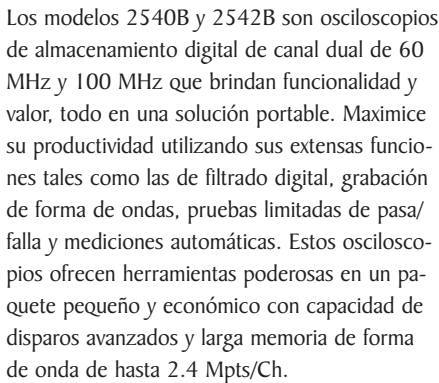 Los modelos 2540B y 2542B son osciloscopios
de almacenamiento digital de canal dual de 60
MHz y 100 MHz que brindan funcionalidad y
valor, todo en una solución portable. Maximice
su productividad utilizando sus extensas funcio-
nes tales como las de filtrado digital, grabación
de forma de ondas, pruebas limitadas de pasa/
falla y mediciones automáticas. Estos oscilosco-
pios ofrecen herramientas poderosas en un pa-
quete pequeño y económico con capacidad de
disparos avanzados y larga memoria de forma
de onda de hasta 2.4 Mpts/Ch.